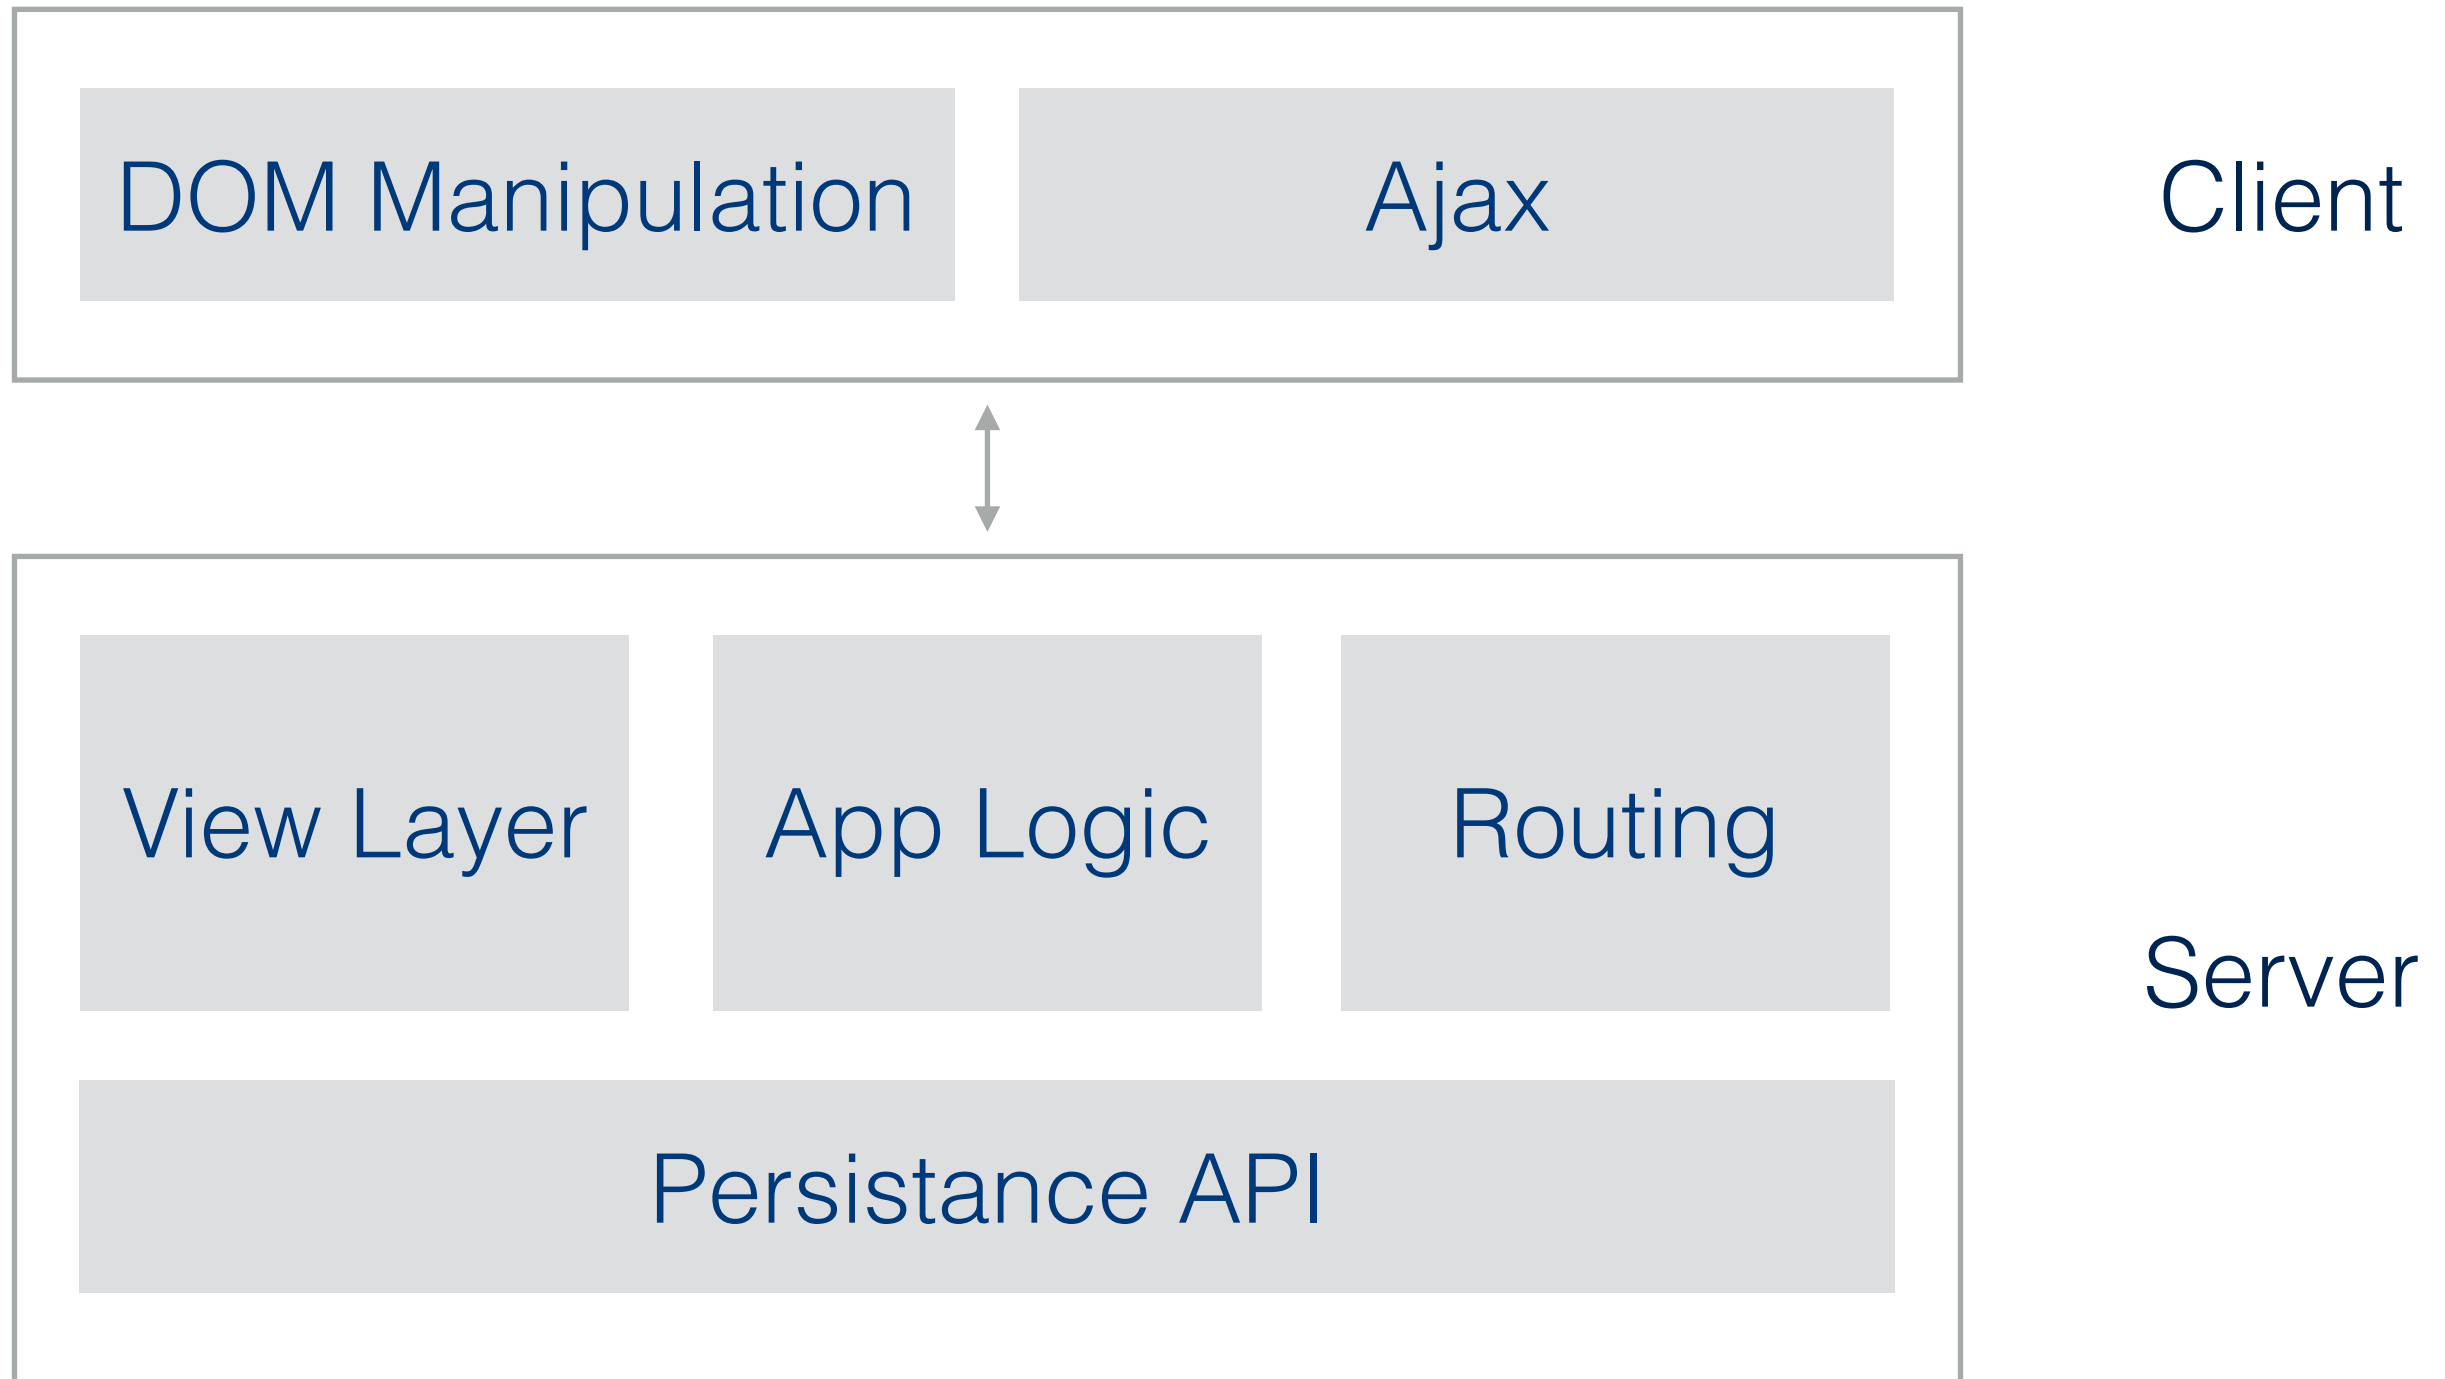 DOM Manipulation
Ajax
Client
View Layer
App Logic
Routing
Server
Persistance API